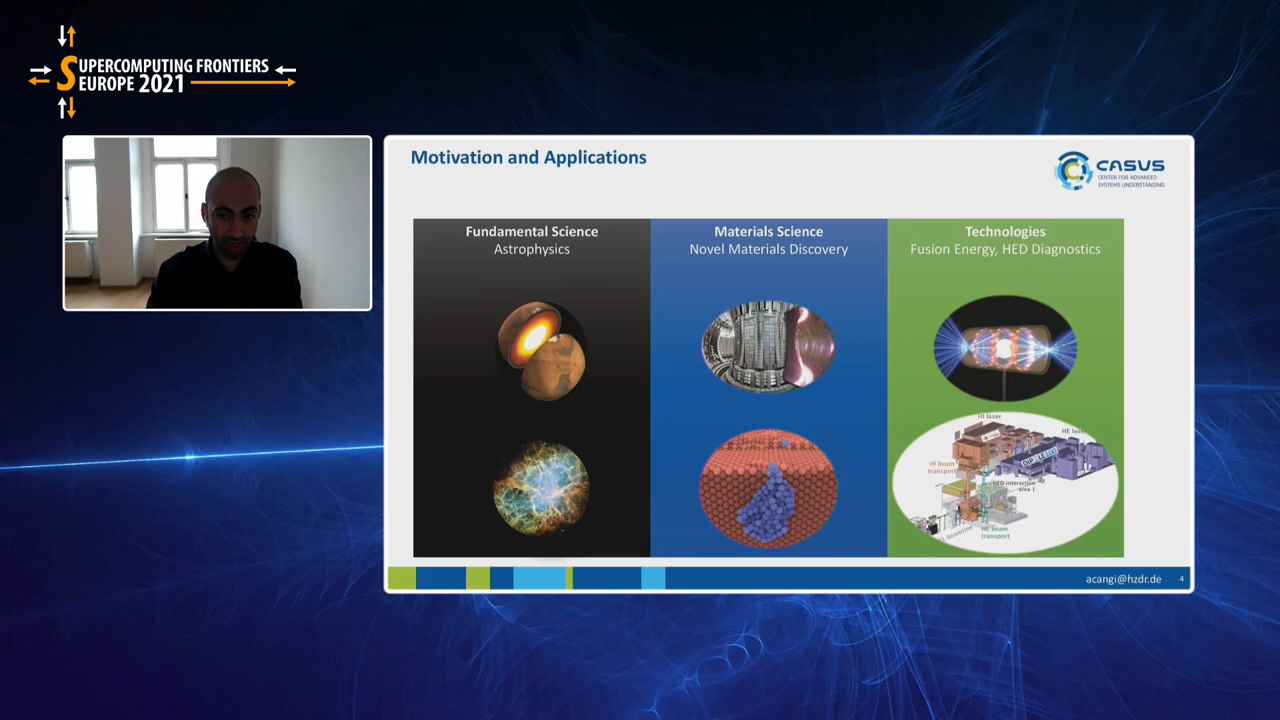 SUPERCOMPUTING FRONTIERS
EUROPE 2021
Motivation and Applications
CASUS
CENTER FOR ADVANCED
SYSTEMS UNDERSTANDING
Fundamental Science
Astrophysics
Materials Science
Novel Materials Discovery
Technologies
Fusion Energy, HED Diagnostics
HI laser
HE laser
HI beam
transport
HED interaction
area 1
beamline
HE beam
transport
acangi@hzdr.de
4